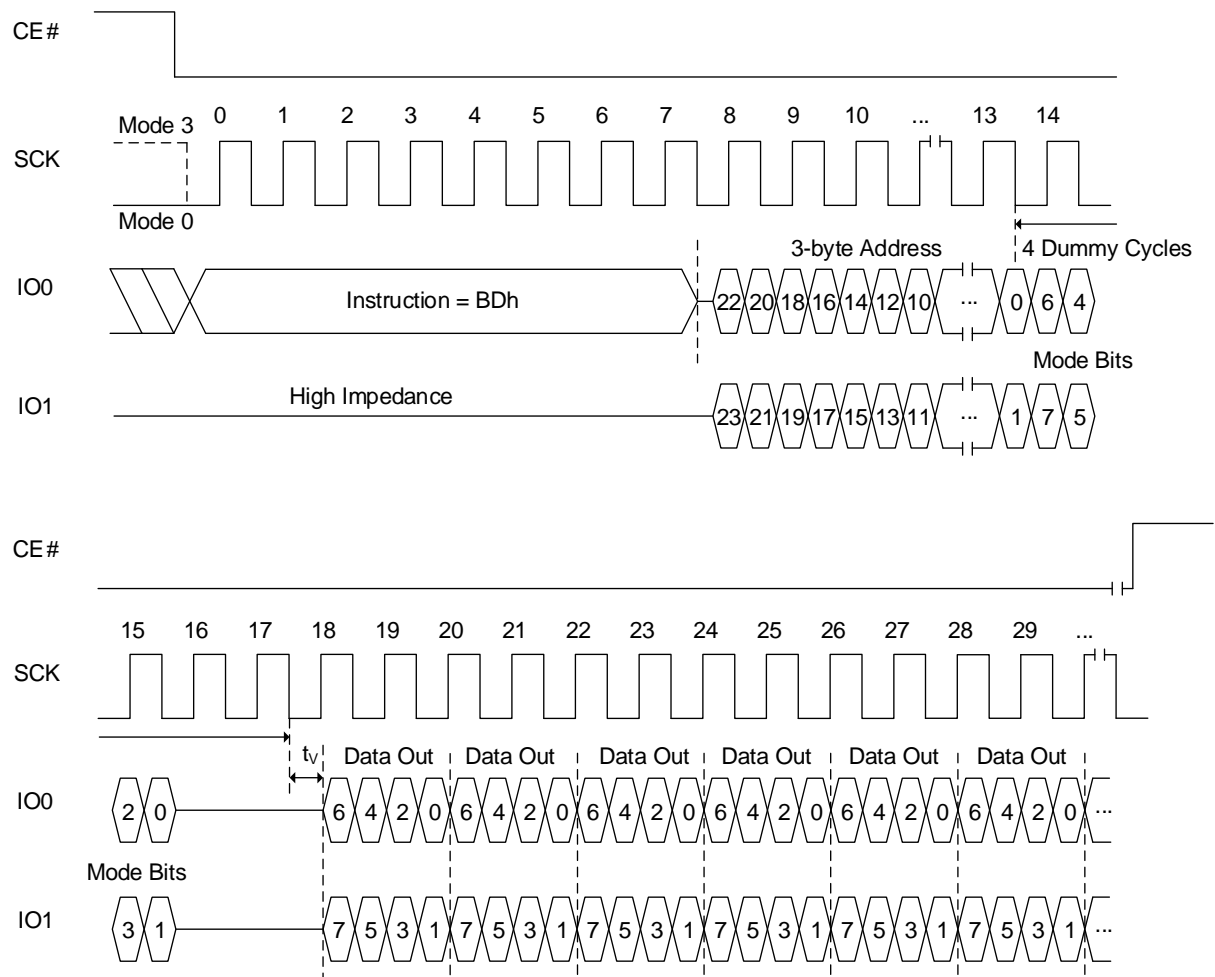 CE#
0 1 2 3 4 5 6 7 8 9 10 ... 13 14
Mode 3
SCK
Mode 0
3-byte Address 4 Dummy Cycles
IO0 Instruction = BDh 22 20 18 16 14 12 10 ... 0 6 4
Mode Bits
IO1 High Impedance 23 21 19 17 15 13 11 ... 1 7 5
CE#
15 16 17 18 19 20 21 22 23 24 25 26 27 28 29 ...
SCK
tV Data Out Data Out Data Out Data Out Data Out Data Out
IO0 2 0 6 4 2 0 6 4 2 0 6 4 2 0 6 4 2 0 6 4 2 0 6 4 2 0 ...
Mode Bits
IO1 3 1 7 5 3 1 7 5 3 1 7 5 3 1 7 5 3 1 7 5 3 1 7 5 3 1 ...